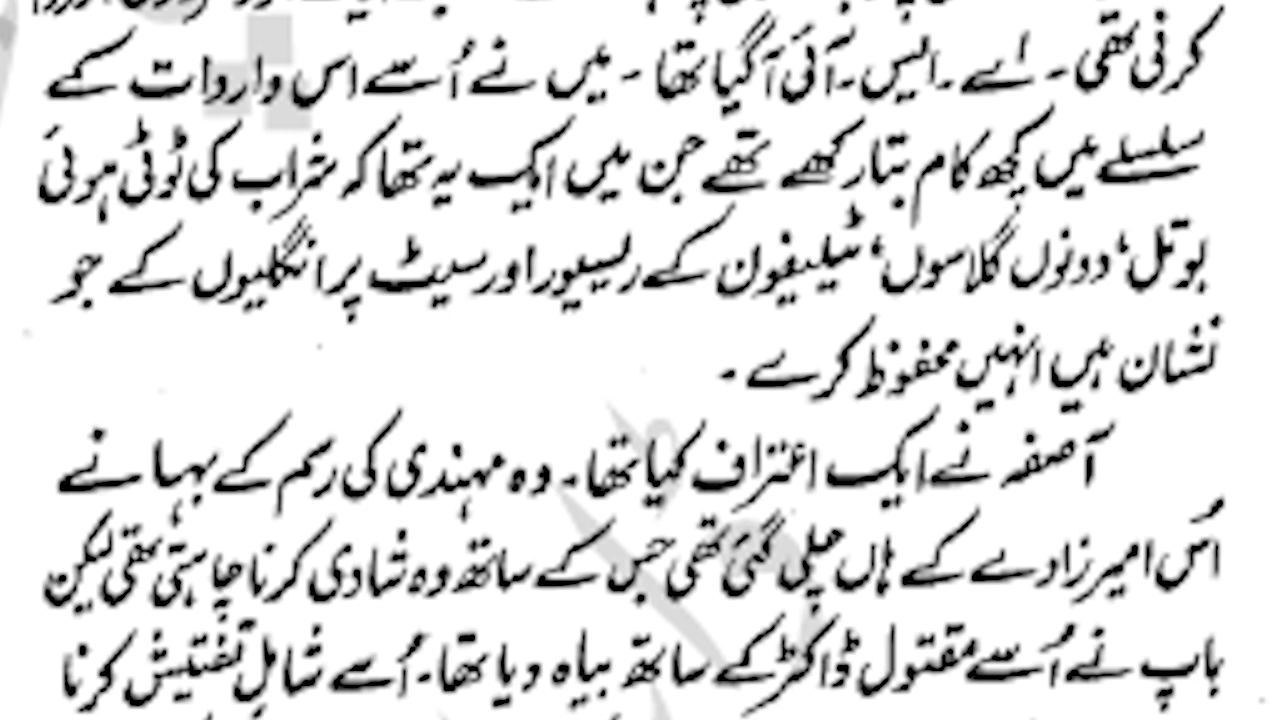 کرنی تھی۔ اے۔ ایس۔ آئی آ گیا تھا۔ میں نے اُسے اس واردات کے
سلسلے میں کچھ کام بتا رکھے تھے جن میں ایک یہ تھا کہ شراب کی ٹوٹی ہوئی
بوتل، دونوں گلاسوں، ٹیلیفون کے ریسیور اور سیٹ پر انگلیوں کے جو
نشان ہیں انہیں محفوظ کرے۔
آصفہ نے ایک اعتراف کیا تھا۔ وہ مہندی کی رسم کے بہانے
اُس امیرزادے کے ہاں چلی گئی تھی جس کے ساتھ وہ شادی کرنا چاہتی تھی لیکن
باپ نے اُسے مقتول ڈاکٹر کے ساتھ بیاہ دیا تھا۔ اُسے شاملِ تفتیش کرنا